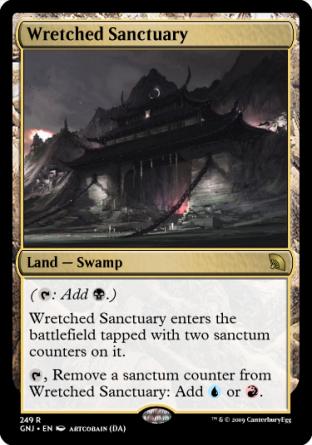 Wretched Sanctuary
Land — Swamp
(: Add .)
Wretched Sanctuary enters the
battlefield tapped with two sanctum
counters on it.
, Remove a sanctum counter from
Wretched Sanctuary: Add or .
249 R
GNJ • EN ARTCOBAIN (DA)
™ & © 2019 CanterburyEgg